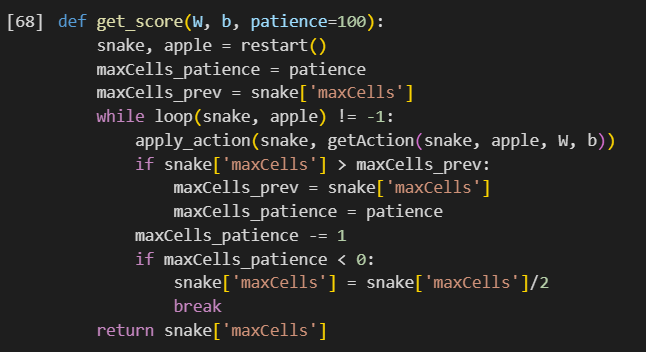 [68] def get_score(W, b, patience=100):
    snake, apple = restart()
    maxCells_patience = patience
    maxCells_prev = snake['maxCells']
    while loop(snake, apple) != -1:
        apply_action(snake, getAction(snake, apple, W, b))
        if snake['maxCells'] > maxCells_prev:
            maxCells_prev = snake['maxCells']
            maxCells_patience = patience
        maxCells_patience -= 1
        if maxCells_patience < 0:
            snake['maxCells'] = snake['maxCells']/2
            break
    return snake['maxCells']